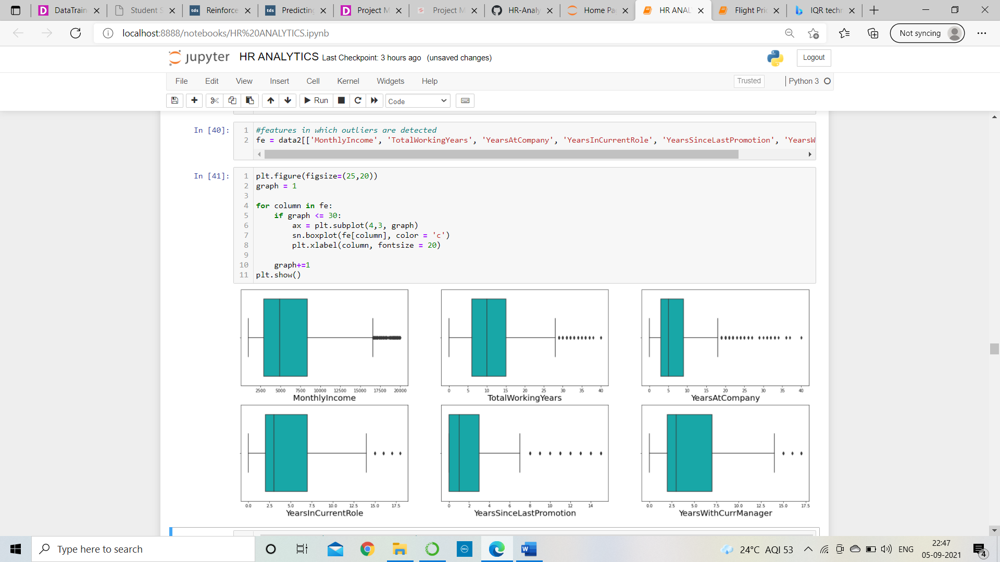 DataTrain
Student S
tds Reinforce
tds Predicting
Project M
Project M
HR-Analy
Home Pa
HR ANAL
Flight Pric
IQR techn
localhost:8888/notebooks/HR%20ANALYTICS.ipynb
Not syncing
jupyter HR ANALYTICS Last Checkpoint: 3 hours ago (unsaved changes)
Logout
File Edit View Insert Cell Kernel Widgets Help
Trusted
Python 3
Run
Code
In [40]:
1 #features in which outliers are detected
2 fe = data2[['MonthlyIncome', 'TotalWorkingYears', 'YearsAtCompany', 'YearsInCurrentRole', 'YearsSinceLastPromotion', 'YearsW
In [41]:
1 plt.figure(figsize=(25,20))
2 graph = 1
3
4 for column in fe:
5 if graph <= 30:
6 ax = plt.subplot(4,3, graph)
7 sn.boxplot(fe[column], color = 'c')
8 plt.xlabel(column, fontsize = 20)
9
10 graph+=1
11 plt.show()
2500 5000 7500 10000 12500 15000 17500 20000
MonthlyIncome
0 5 10 15 20 25 30 35 40
TotalWorkingYears
0 5 10 15 20 25 30 35 40
YearsAtCompany
0.0 2.5 5.0 7.5 10.0 12.5 15.0 17.5
YearsInCurrentRole
0 2 4 6 8 10 12 14
YearsSinceLastPromotion
0.0 2.5 5.0 7.5 10.0 12.5 15.0 17.5
YearsWithCurrManager
Type here to search
24°C AQI 53
ENG
22:47
05-09-2021
4